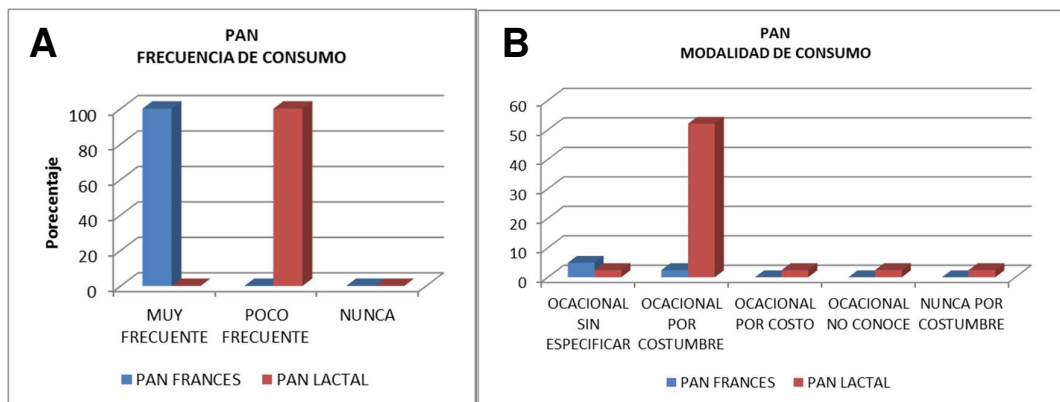 A
PAN
FRECUENCIA DE CONSUMO
100
80
60
40
20
0
Porecentaje
MUY FRECUENTE
POCO FRECUENTE
NUNCA
PAN FRANCES
PAN LACTAL
B
PAN
MODALIDAD DE CONSUMO
60
50
40
30
20
10
0
OCACIONAL SIN ESPECIFICAR
OCACIONAL POR COSTUMBRE
OCACIONAL POR COSTO
OCACIONAL NO CONOCE
NUNCA POR COSTUMBRE
PAN FRANCES
PAN LACTAL